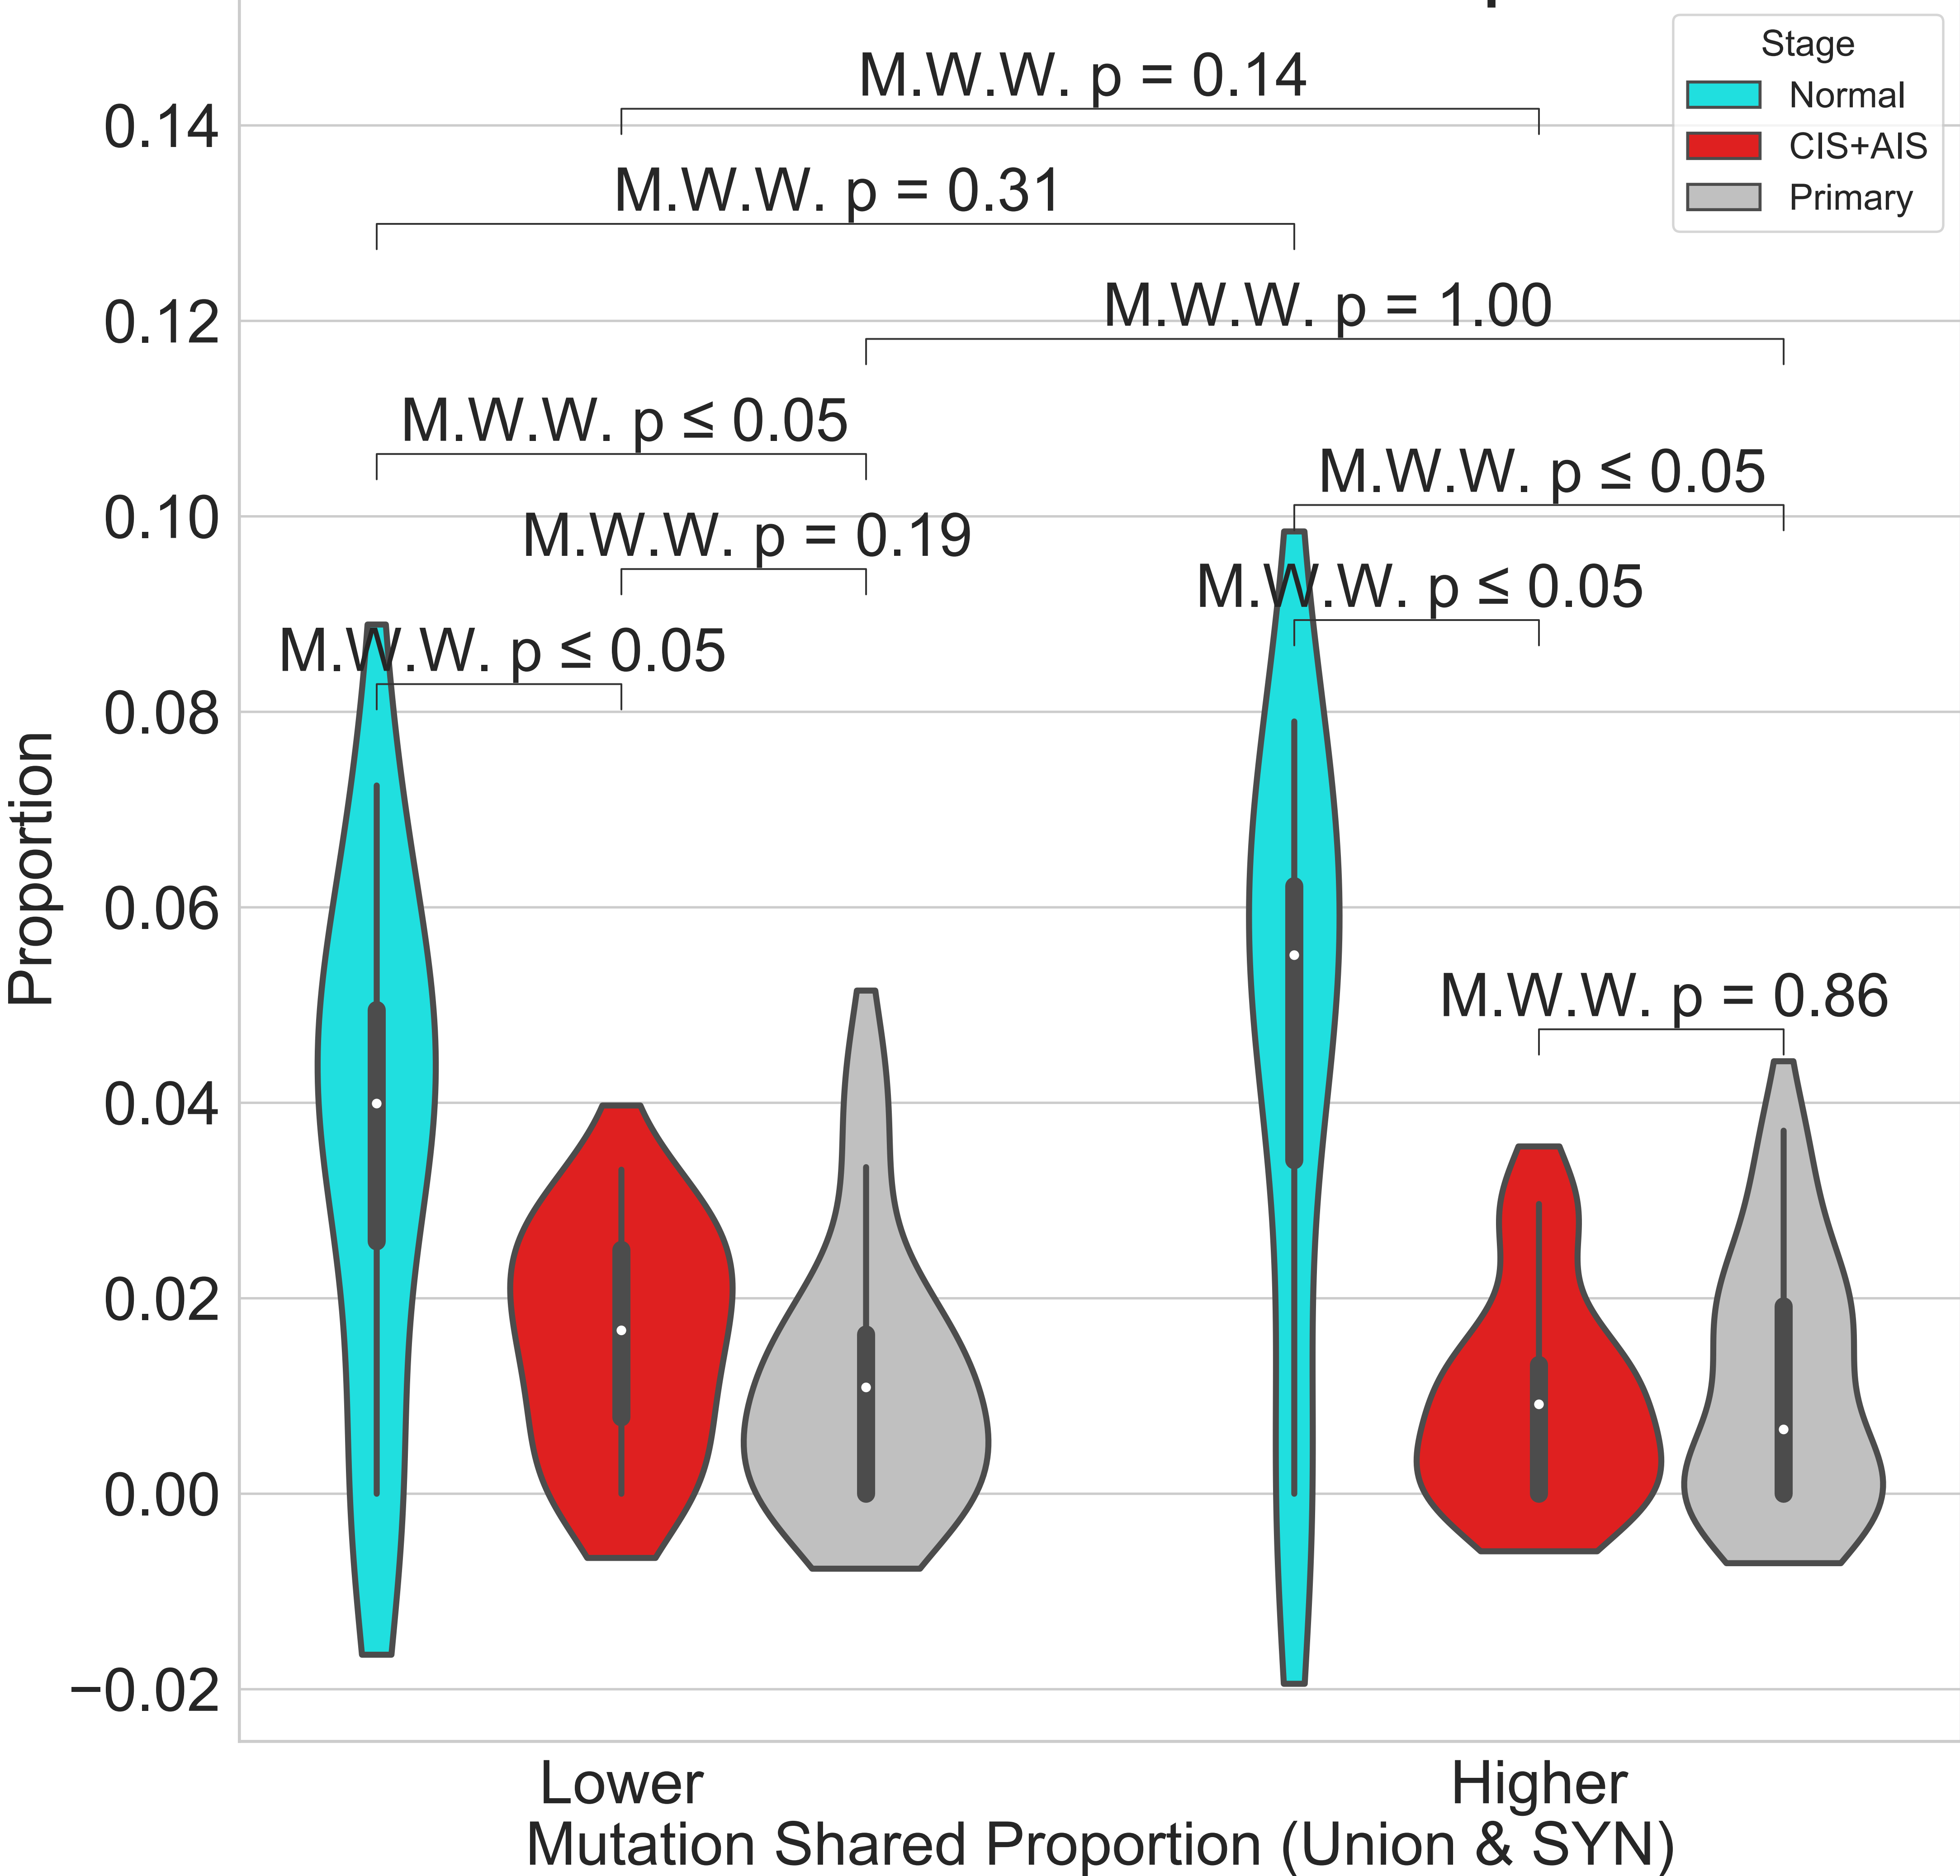 Stage
Normal
CIS+AIS
Primary
M.W.W. p = 0.14
0.14
M.W.W. p = 0.31
M.W.W. p = 1.00
0.12
M.W.W. p ≤ 0.05
M.W.W. p ≤ 0.05
0.10
M.W.W. p = 0.19
M.W.W. p ≤ 0.05
M.W.W. p ≤ 0.05
0.08
0.06
M.W.W. p = 0.86
0.04
0.02
0.00
−0.02
Proportion
Lower
Higher
Mutation Shared Proportion (Union & SYN)